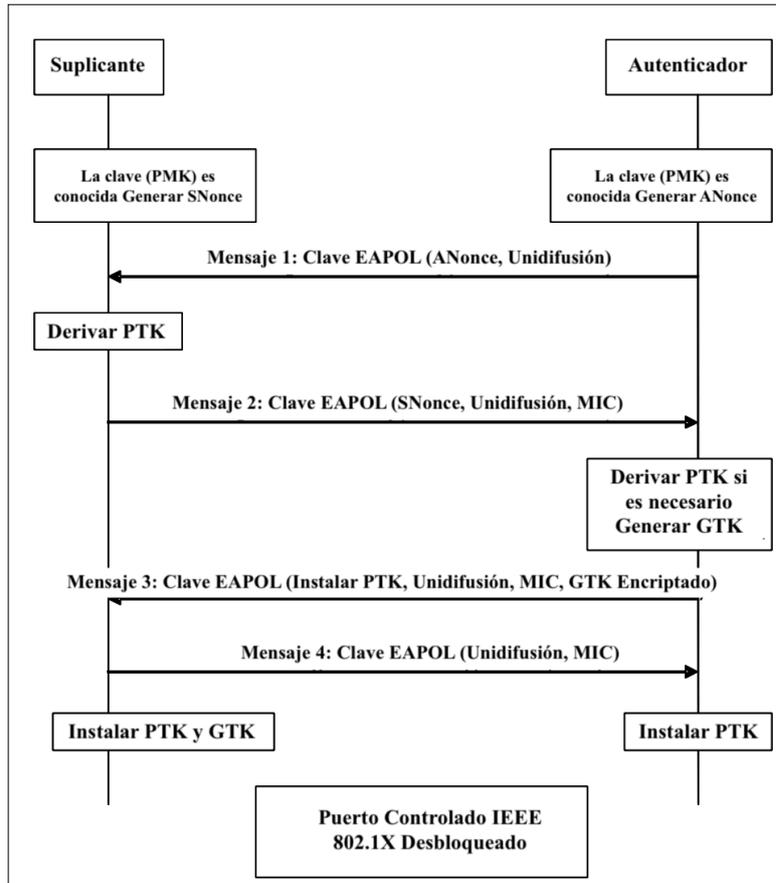 Suplicante
Autenticador
La clave (PMK) es
conocida Generar SNonce
La clave (PMK) es
conocida Generar ANonce
Mensaje 1: Clave EAPOL (ANonce, Unidifusión)
Derivar PTK
Mensaje 2: Clave EAPOL (SNonce, Unidifusión, MIC)
Derivar PTK si
es necesario
Generar GTK
Mensaje 3: Clave EAPOL (Instalar PTK, Unidifusión, MIC, GTK Encriptado)
Mensaje 4: Clave EAPOL (Unidifusión, MIC)
Instalar PTK y GTK
Instalar PTK
Puerto Controlado IEEE
802.1X Desbloqueado